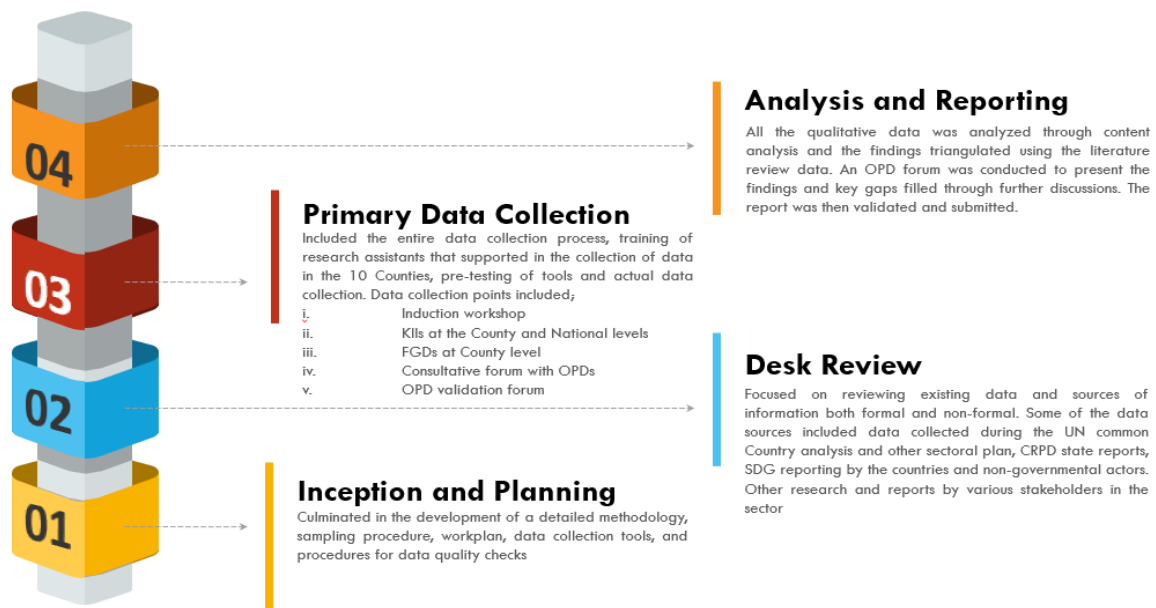 04
Analysis and Reporting
All the qualitative data was analyzed through content
analysis and the findings triangulated using the literature
review data. An OPD forum was conducted to present the
findings and key gaps filled through further discussions. The
report was then validated and submitted.
03
Primary Data Collection
Included the entire data collection process, training of
research assistants that supported in the collection of data
in the 10 Counties, pre-testing of tools and actual data
collection. Data collection points included;
i. Induction workshop
ii. KIIs at the County and National levels
iii. FGDs at County level
iv. Consultative forum with OPDs
v. OPD validation forum
02
Desk Review
Focused on reviewing existing data and sources of
information both formal and non-formal. Some of the data
sources included data collected during the UN common
Country analysis and other sectoral plan, CRPD state reports,
SDG reporting by the countries and non-governmental actors.
Other research and reports by various stakeholders in the
sector
01
Inception and Planning
Culminated in the development of a detailed methodology,
sampling procedure, workplan, data collection tools, and
procedures for data quality checks